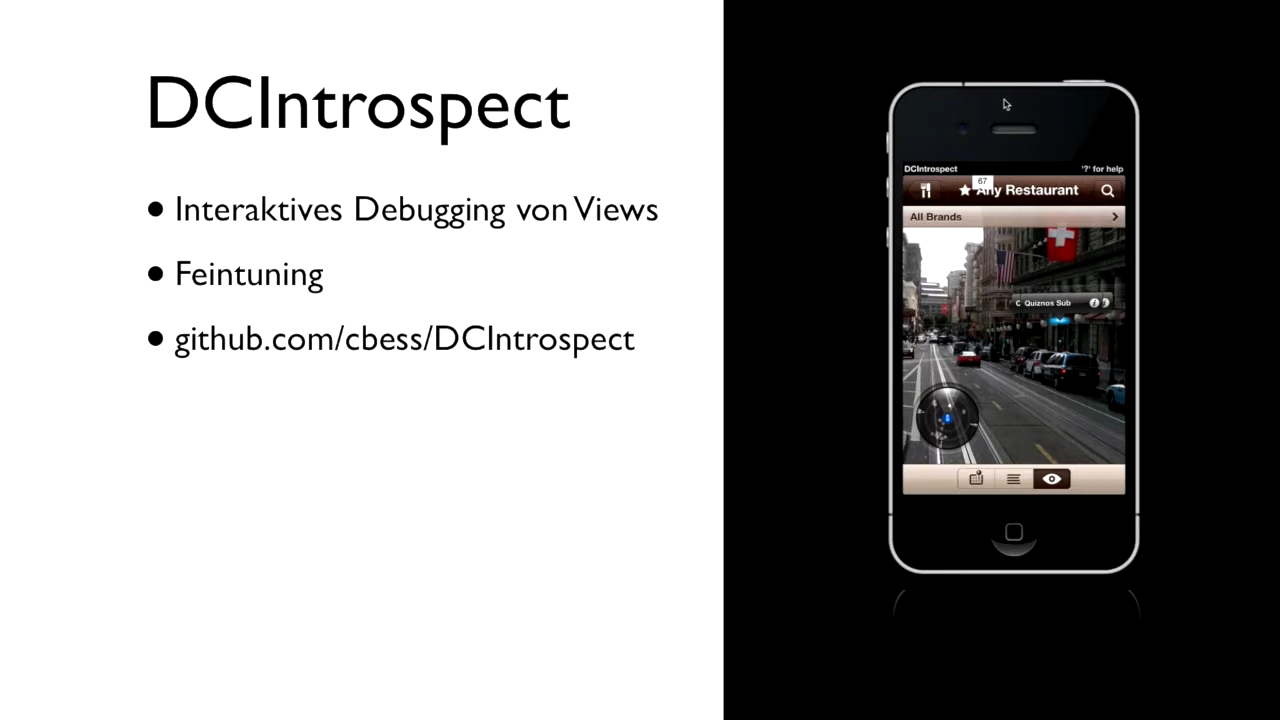 DCIntrospect
• Interaktives Debugging von Views
• Feintuning
• github.com/cbess/DCIntrospect
DCIntrospect '?' for help
67
Any Restaurant
All Brands
C Quiznos Sub